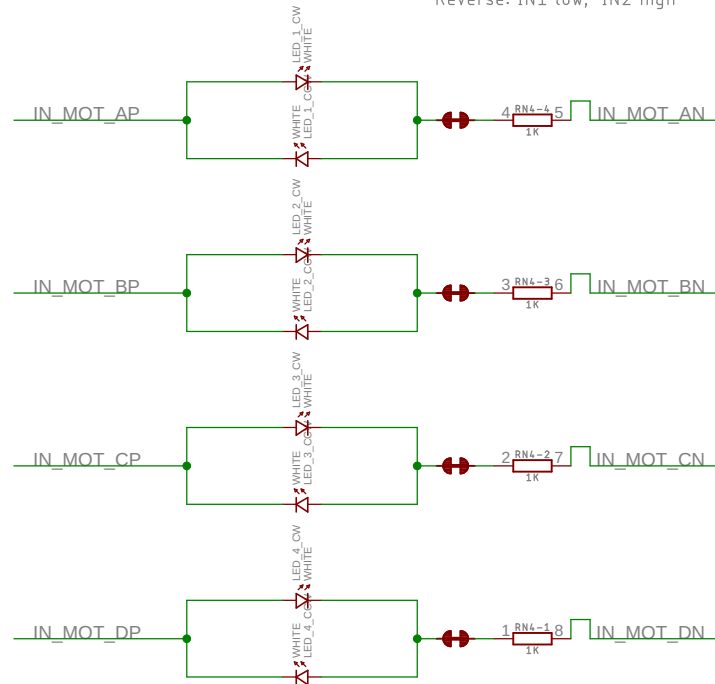 Reverse: IN1 low, IN2 high
LED_1_CW
WHITE
IN_MOT_AP
WHITE
LED_1_CCW
4 RN4-4 5
1K
IN_MOT_AN
LED_2_CW
WHITE
IN_MOT_BP
WHITE
LED_2_CCW
3 RN4-3 6
1K
IN_MOT_BN
LED_3_CW
WHITE
IN_MOT_CP
WHITE
LED_3_CCW
2 RN4-2 7
1K
IN_MOT_CN
LED_4_CW
WHITE
IN_MOT_DP
WHITE
LED_4_CCW
1 RN4-1 8
1K
IN_MOT_DN